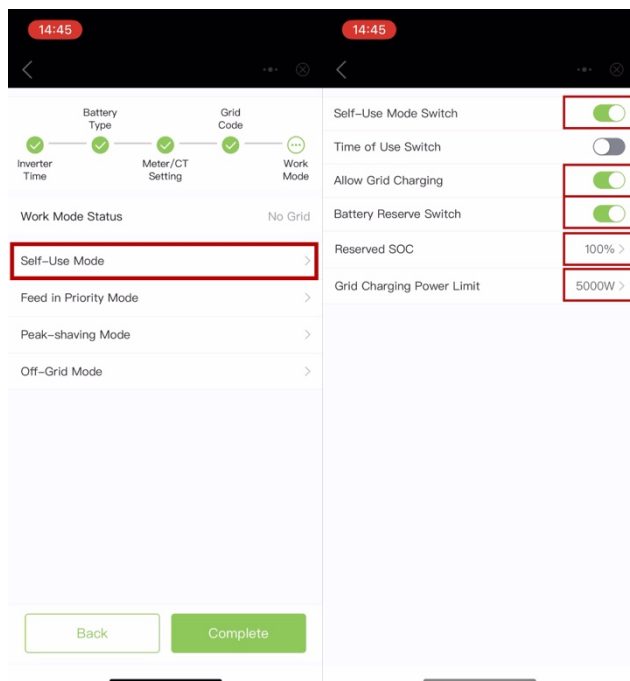 14:45
Battery
Type
Grid
Code
Inverter
Time
Meter/CT
Setting
Work
Mode
Work Mode Status No Grid
Self-Use Mode
Feed in Priority Mode
Peak-shaving Mode
Off-Grid Mode
Back Complete
14:45
Self-Use Mode Switch
Time of Use Switch
Allow Grid Charging
Battery Reserve Switch
Reserved SOC 100%
Grid Charging Power Limit 5000W